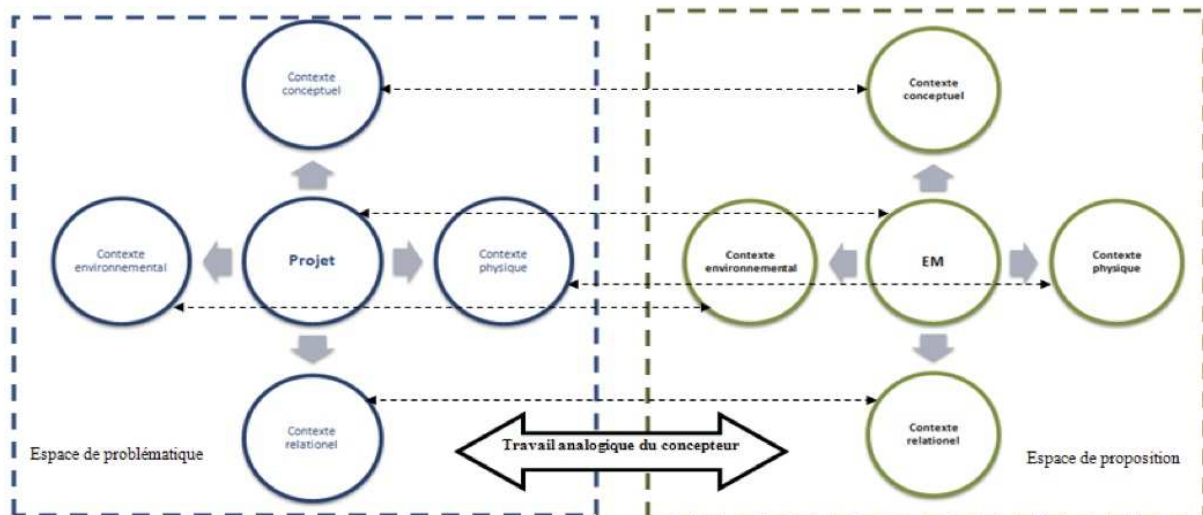 Contexte
conceptuel
Contexte
conceptuel
Contexte
environnemental
Projet
Contexte
physique
Contexte
environnemental
EM
Contexte
physique
Contexte
relationel
Travail analogique du concepteur
Contexte
relationel
Espace de problématique
Espace de proposition